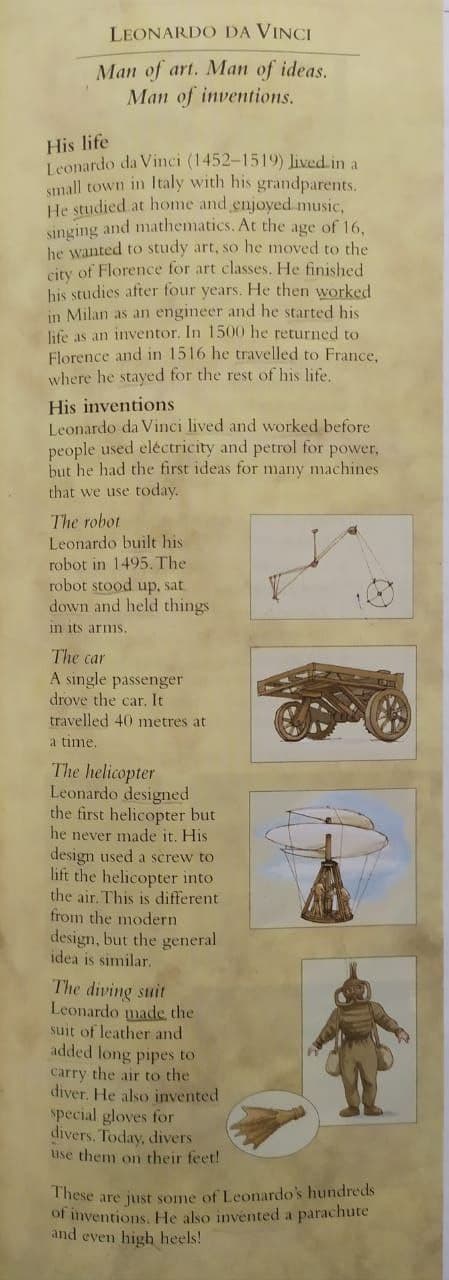 LEONARDO DA VINCI
Man of art. Man of ideas.
Man of inventions.
His life
Leonardo da Vinci (1452–1519) lived in a
small town in Italy with his grandparents.
He studied at home and enjoyed music,
singing and mathematics. At the age of 16,
he wanted to study art, so he moved to the
city of Florence for art classes. He finished
his studies after four years. He then worked
in Milan as an engineer and he started his
life as an inventor. In 1500 he returned to
Florence and in 1516 he travelled to France,
where he stayed for the rest of his life.
His inventions
Leonardo da Vinci lived and worked before
people used electricity and petrol for power,
but he had the first ideas for many machines
that we use today.
The robot
Leonardo built his
robot in 1495. The
robot stood up, sat
down and held things
in its arms.
The car
A single passenger
drove the car. It
travelled 40 metres at
a time.
The helicopter
Leonardo designed
the first helicopter but
he never made it. His
design used a screw to
lift the helicopter into
the air. This is different
from the modern
design, but the general
idea is similar.
The diving suit
Leonardo made the
suit of leather and
added long pipes to
carry the air to the
diver. He also invented
special gloves for
divers. Today, divers
use them on their feet!
These are just some of Leonardo's hundreds
of inventions. He also invented a parachute
and even high heels!